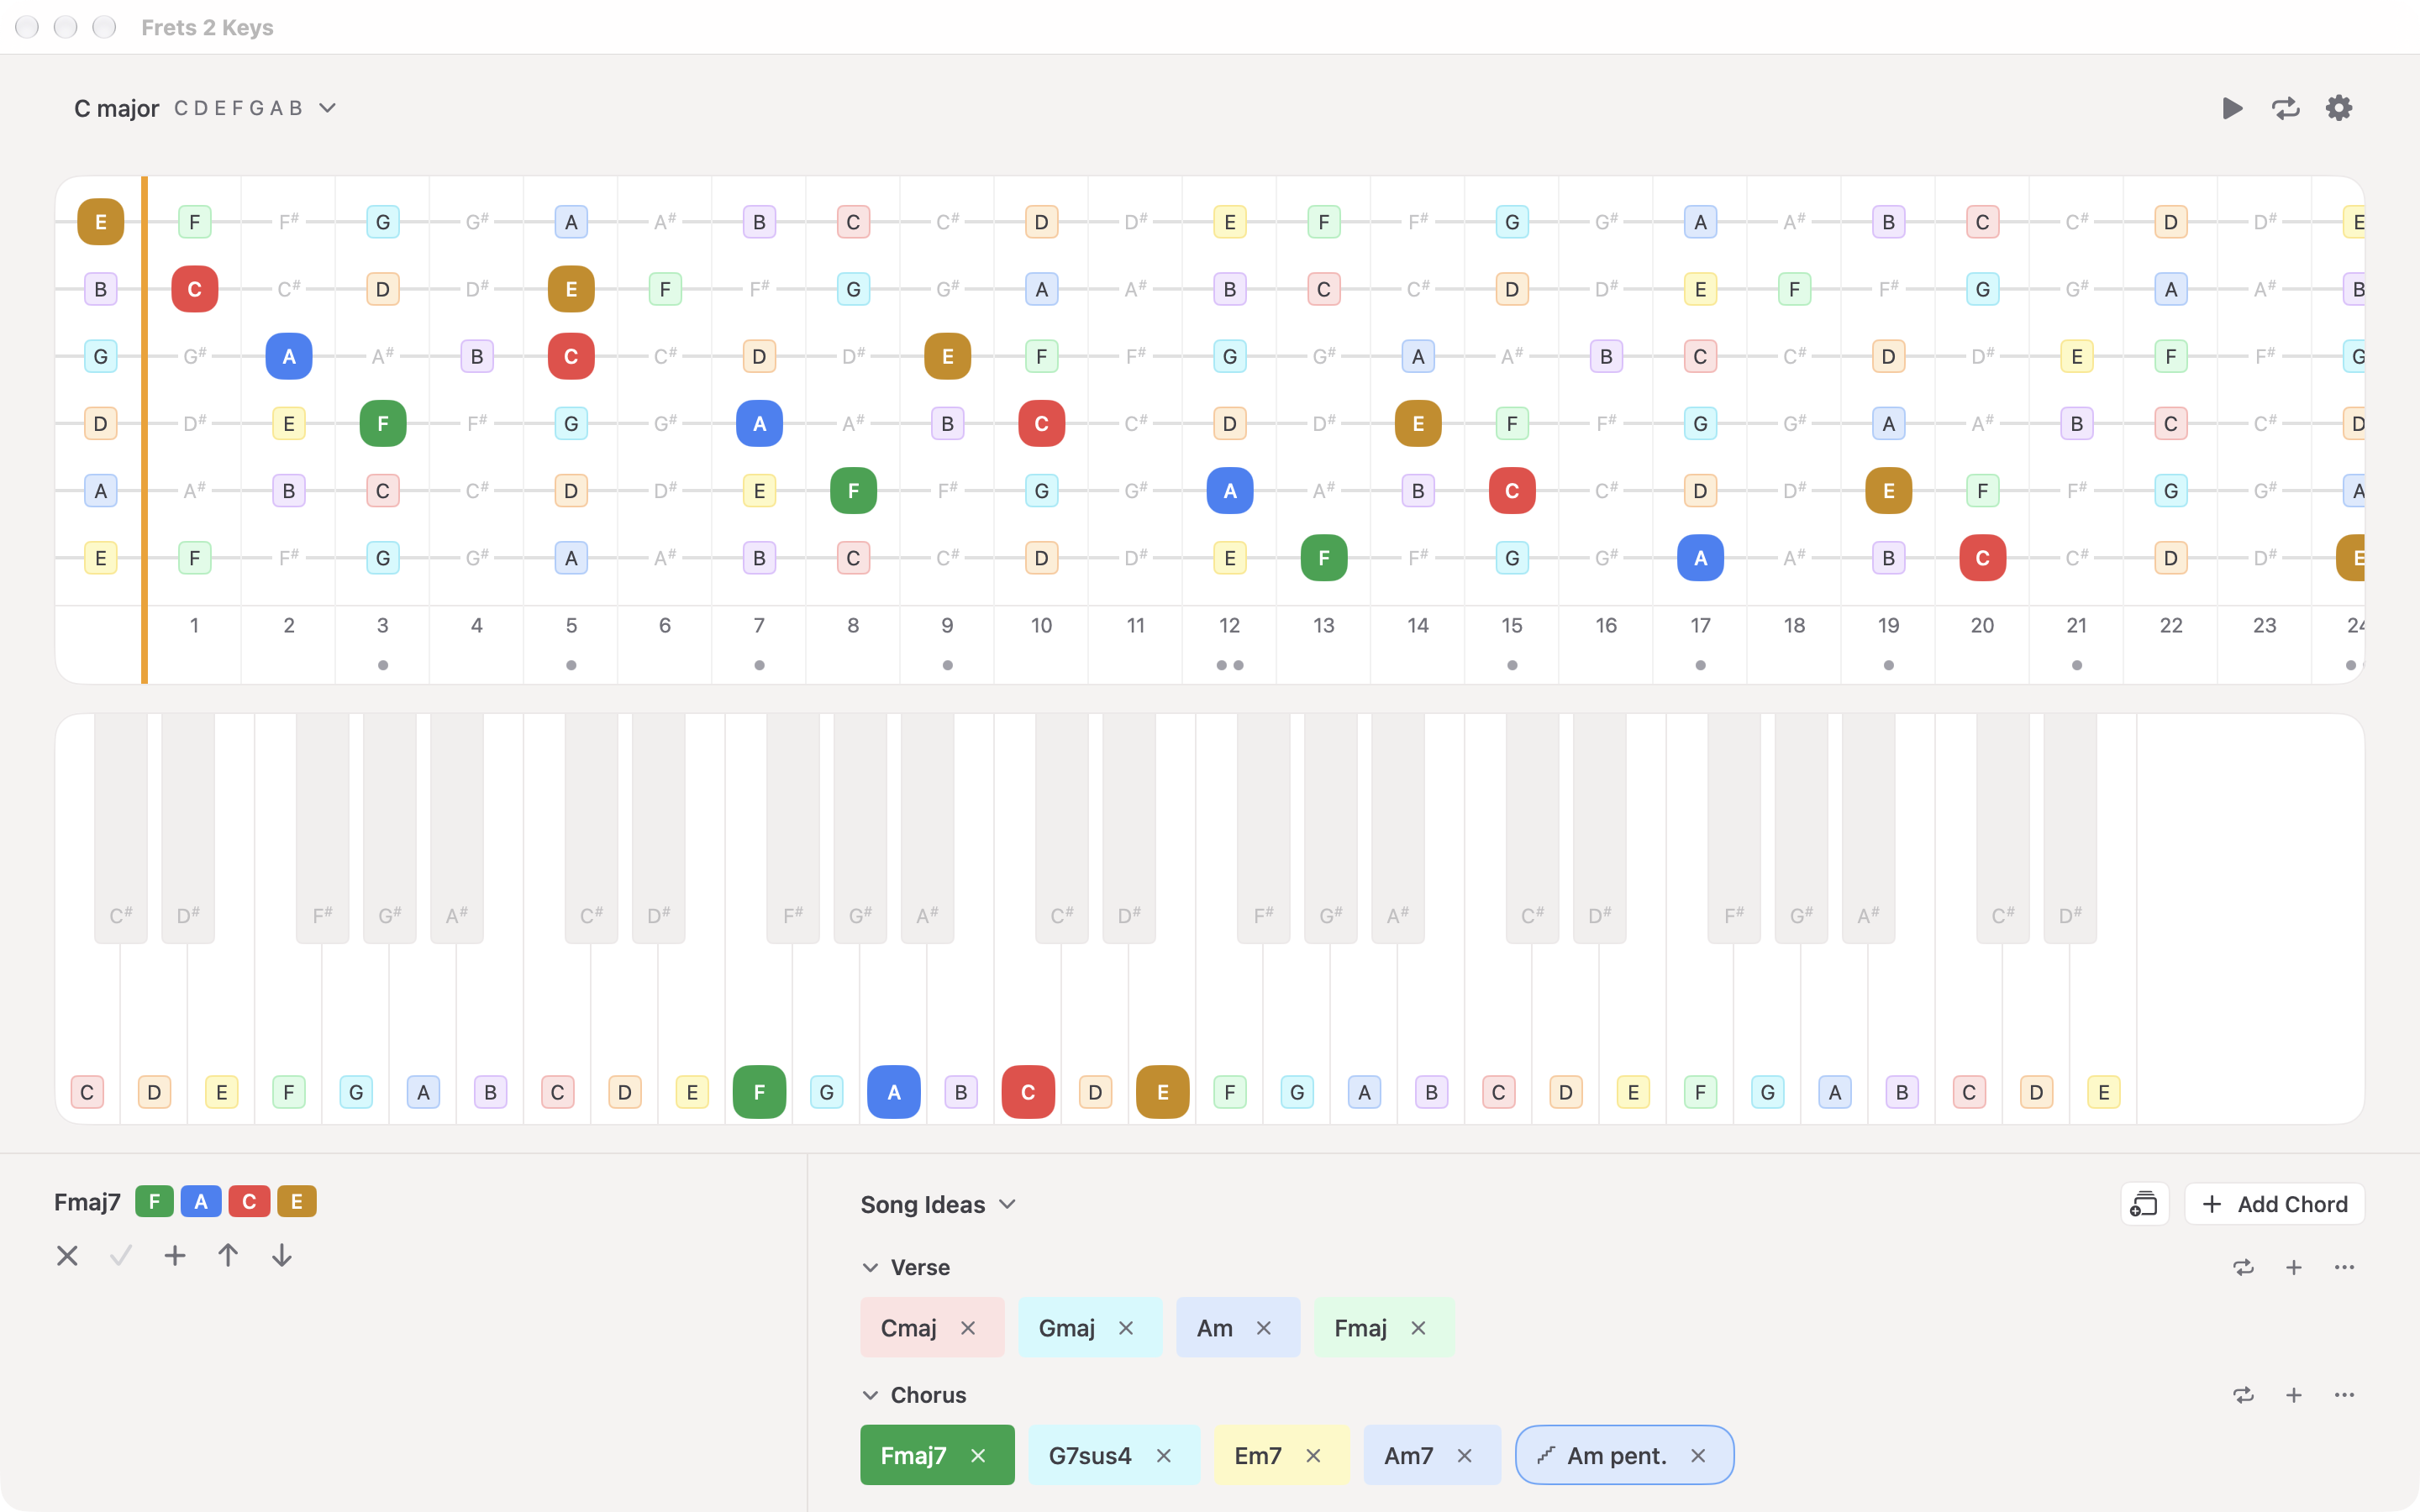 Frets 2 Keys
C major C D E F G A B
E F F# G G# A A# B C C# D D# E F F# G G# A A# B C C# D D# E
B C C# D D# E F F# G G# A A# B C C# D D# E F F# G G# A A# B
G G# A A# B C C# D D# E F F# G G# A A# B C C# D D# E F F# G
D D# E F F# G G# A A# B C C# D D# E F F# G G# A A# B C C# D
A A# B C C# D D# E F F# G G# A A# B C C# D D# E F F# G G# A
E F F# G G# A A# B C C# D D# E F F# G G# A A# B C C# D D# E
1 2 3 4 5 6 7 8 9 10 11 12 13 14 15 16 17 18 19 20 21 22 23 24
C# D# F# G# A# C# D# F# G# A# C# D# F# G# A# C# D# F# G# A# C# D#
C D E F G A B C D E F G A B C D E F G A B C D E F G A B C D E
Fmaj7 F A C E
Song Ideas
Add Chord
Verse
Cmaj Gmaj Am Fmaj
Chorus
Fmaj7 G7sus4 Em7 Am7 Am pent.